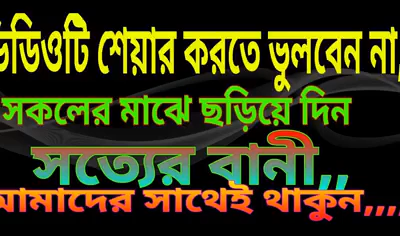 ভিডিওটি শেয়ার করতে ভুলবেন না,
সকলের মাঝে ছড়িয়ে দিন
সত্যের বানী,,
আমাদের সাথেই থাকুন,,,,